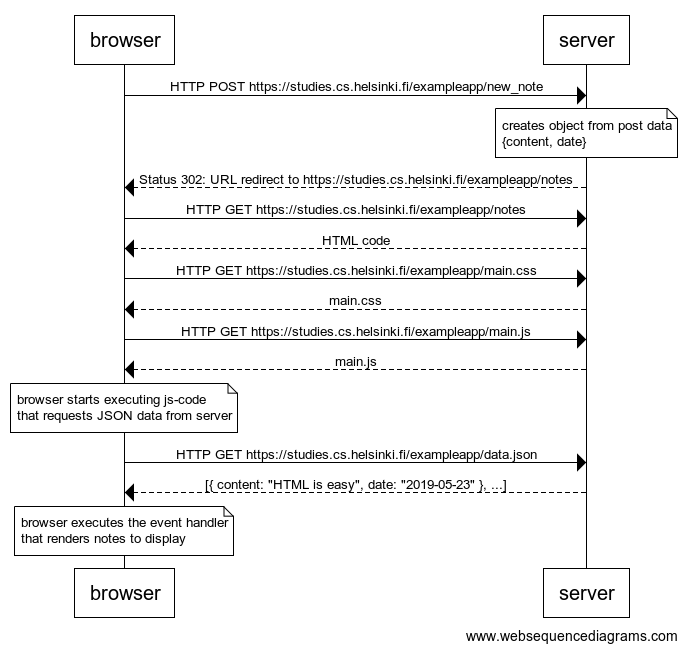 browser
server
HTTP POST https://studies.cs.helsinki.fi/exampleapp/new_note
creates object from post data
{content, date}
Status 302: URL redirect to https://studies.cs.helsinki.fi/exampleapp/notes
HTTP GET https://studies.cs.helsinki.fi/exampleapp/notes
HTML code
HTTP GET https://studies.cs.helsinki.fi/exampleapp/main.css
main.css
HTTP GET https://studies.cs.helsinki.fi/exampleapp/main.js
main.js
browser starts executing js-code
that requests JSON data from server
HTTP GET https://studies.cs.helsinki.fi/exampleapp/data.json
[{ content: "HTML is easy", date: "2019-05-23" }, ...]
browser executes the event handler
that renders notes to display
browser
server
www.websequencediagrams.com